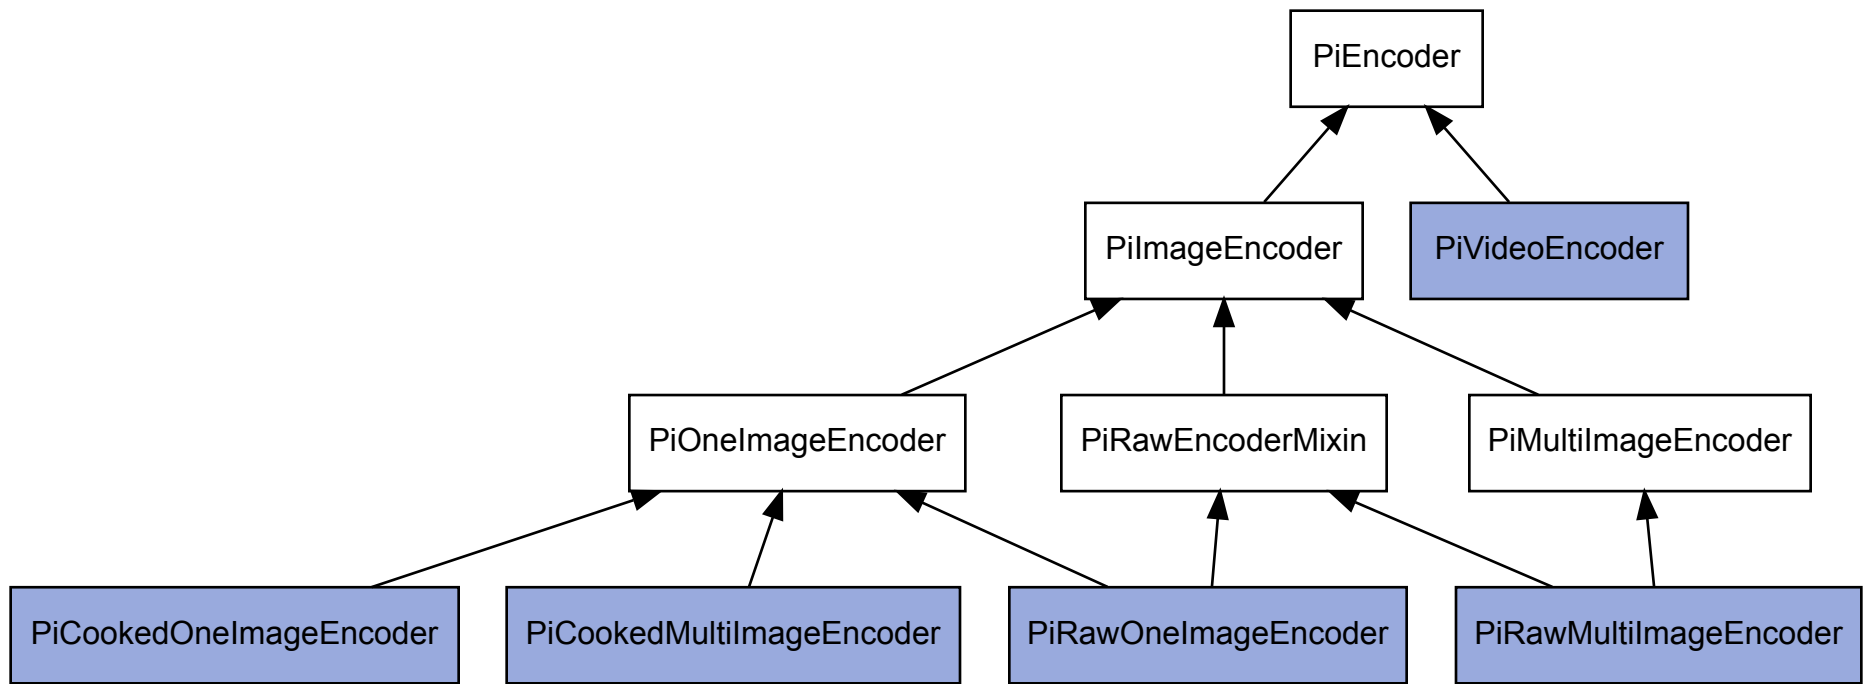 PiEncoder
PiImageEncoder
PiVideoEncoder
PiOneImageEncoder
PiRawEncoderMixin
PiMultiImageEncoder
PiCookedOneImageEncoder
PiCookedMultiImageEncoder
PiRawOneImageEncoder
PiRawMultiImageEncoder